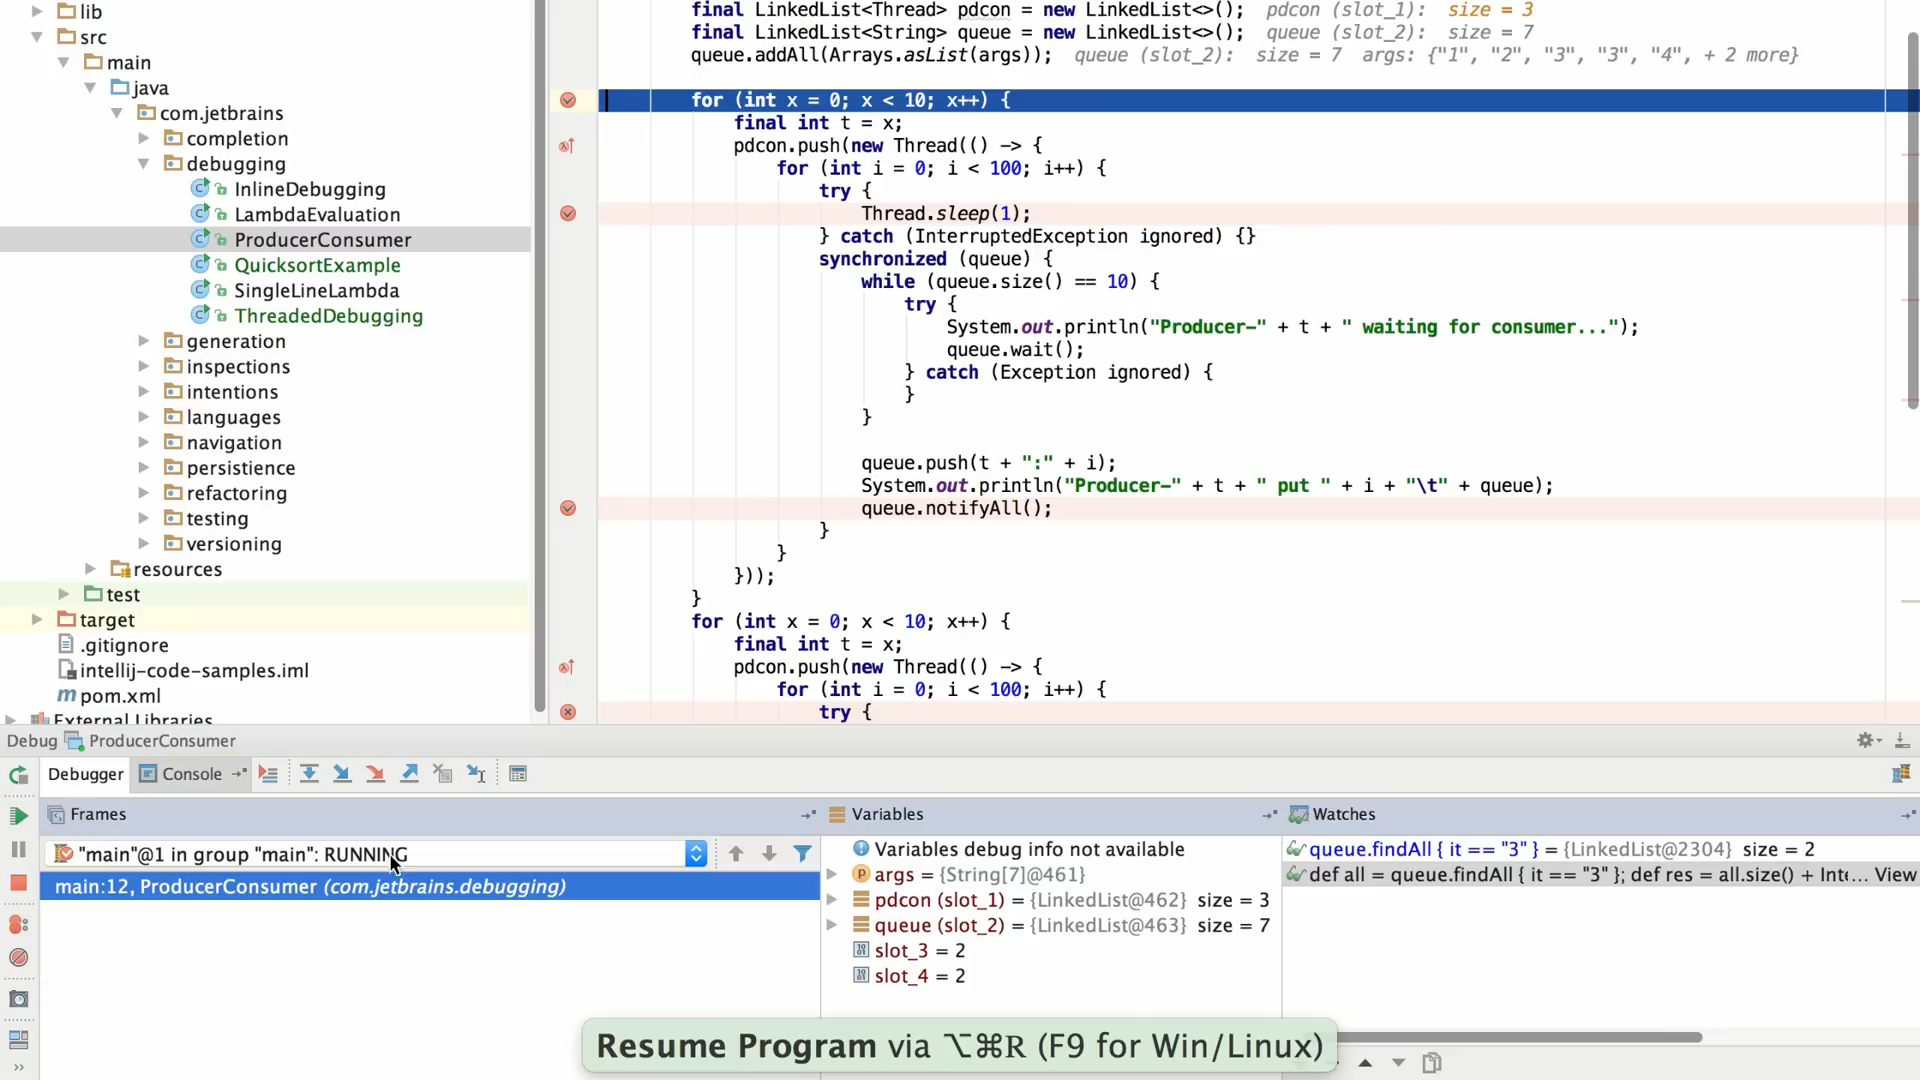 lib
src
main
java
com.jetbrains
completion
debugging
InlineDebugging
LambdaEvaluation
ProducerConsumer
QuicksortExample
SingleLineLambda
ThreadedDebugging
generation
inspections
intentions
languages
navigation
persistience
refactoring
testing
versioning
resources
test
target
.gitignore
intellij-code-samples.iml
pom.xml
External Libraries
final LinkedList<Thread> pdcon = new LinkedList<>(); pdcon (slot_1): size = 3
final LinkedList<String> queue = new LinkedList<>(); queue (slot_2): size = 7
queue.addAll(Arrays.asList(args)); queue (slot_2): size = 7 args: {"1", "2", "3", "3", "4", + 2 more}
for (int x = 0; x < 10; x++) {
final int t = x;
pdcon.push(new Thread(() -> {
for (int i = 0; i < 100; i++) {
try {
Thread.sleep(1);
} catch (InterruptedException ignored) {}
synchronized (queue) {
while (queue.size() == 10) {
try {
System.out.println("Producer-" + t + " waiting for consumer...");
queue.wait();
} catch (Exception ignored) {
}
}
queue.push(t + ":" + i);
System.out.println("Producer-" + t + " put " + i + "\t" + queue);
queue.notifyAll();
}
}
}));
}
for (int x = 0; x < 10; x++) {
final int t = x;
pdcon.push(new Thread(() -> {
for (int i = 0; i < 100; i++) {
try {
Debug ProducerConsumer
Debugger Console
Frames
"main"@1 in group "main": RUNNING
main:12, ProducerConsumer (com.jetbrains.debugging)
Variables
Variables debug info not available
args = {String[7]@461}
pdcon (slot_1) = {LinkedList@462} size = 3
queue (slot_2) = {LinkedList@463} size = 7
slot_3 = 2
slot_4 = 2
Watches
queue.findAll { it == "3" } = {LinkedList@2304} size = 2
def all = queue.findAll { it == "3" }; def res = all.size() + Inte... View
Resume Program via ⌥⌘R (F9 for Win/Linux)